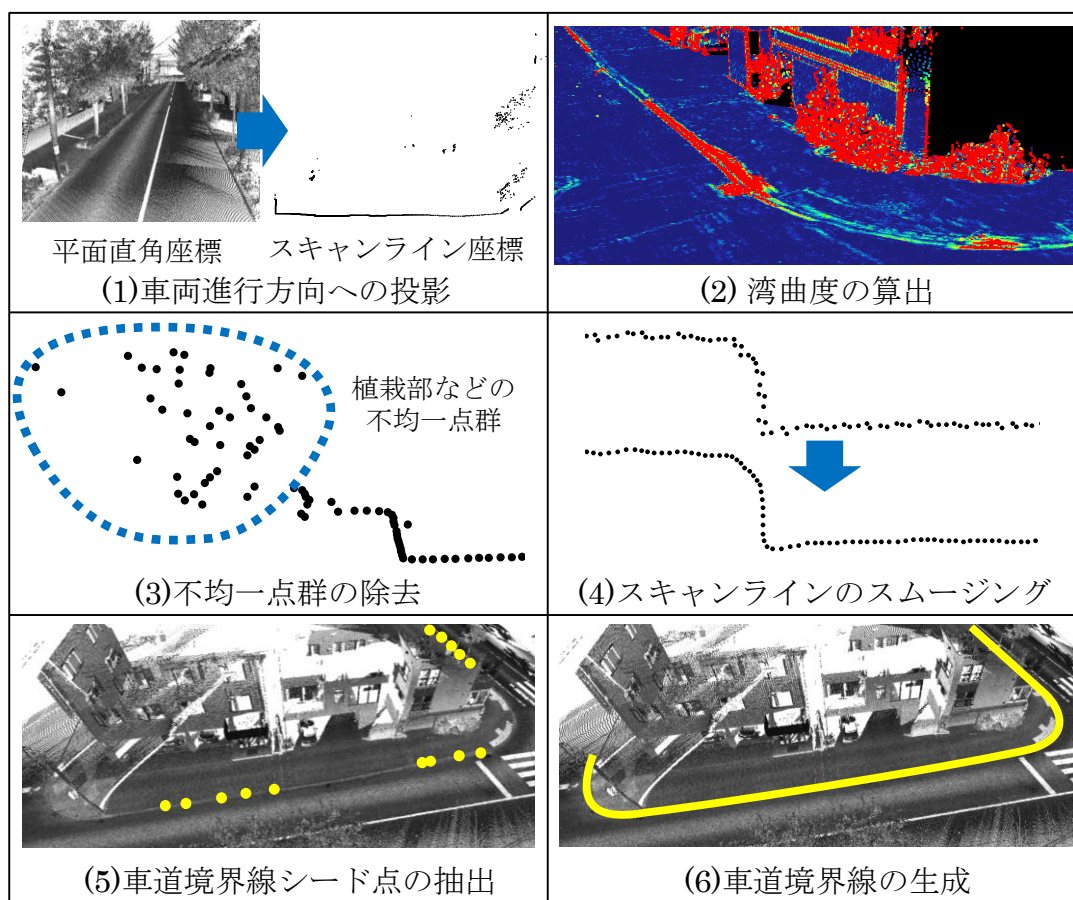 平面直角座標
スキャンライン座標
(1)車両進行方向への投影
(2) 湾曲度の算出
植栽部などの
不均一点群
(3)不均一点群の除去
(4)スキャンラインのスムージング
(5)車道境界線シード点の抽出
(6)車道境界線の生成